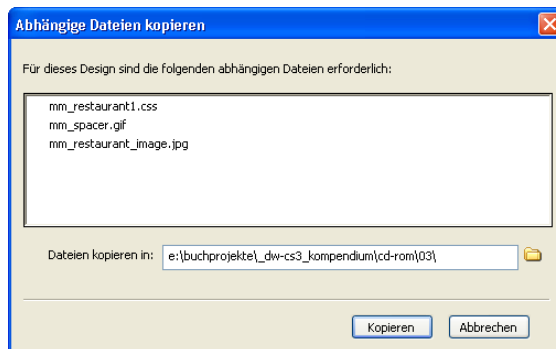 Abhängige Dateien kopieren
Für dieses Design sind die folgenden abhängigen Dateien erforderlich:
mm_restaurant1.css
mm_spacer.gif
mm_restaurant_image.jpg
Dateien kopieren in: e:\buchprojekte\_dw-cs3_kompendium\cd-rom\03\
Kopieren Abbrechen